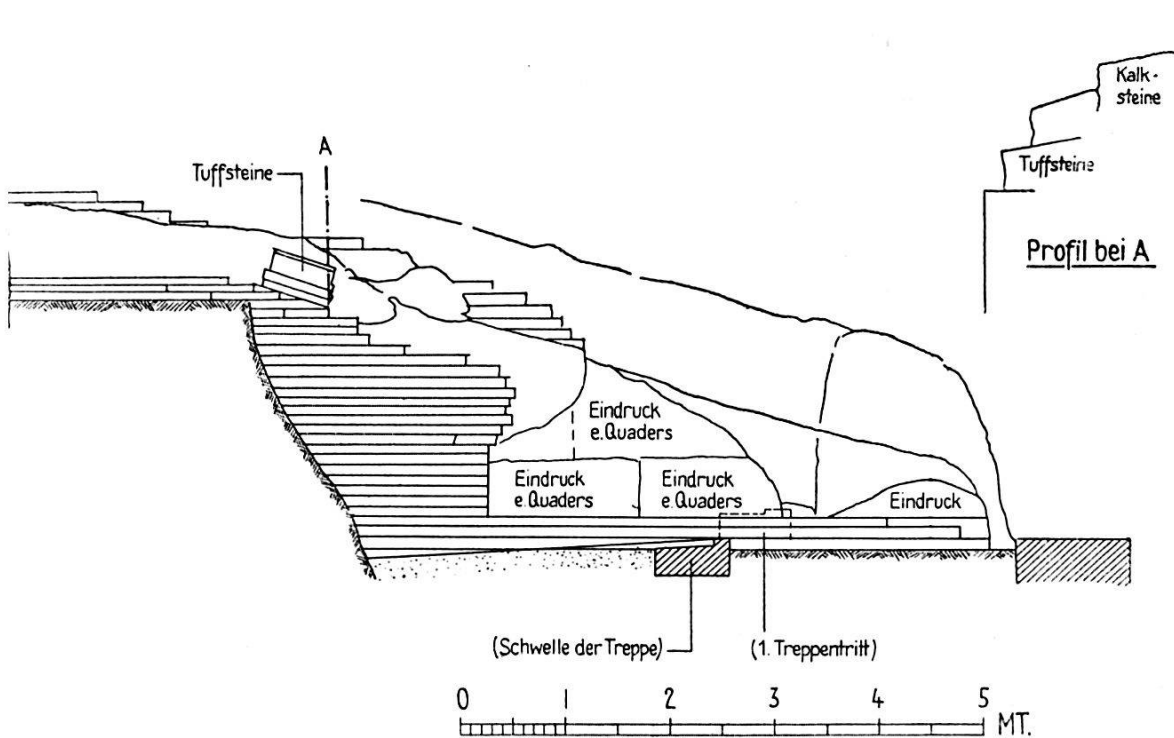 Kalk-
steine
A
Tuffsteine
Tuffsteine
Profil bei A
Eindruck
e. Quaders
Eindruck
e. Quaders
Eindruck
e. Quaders
Eindruck
(Schwelle der Treppe)
(1. Treppentritt)
0 1 2 3 4 5
MT.